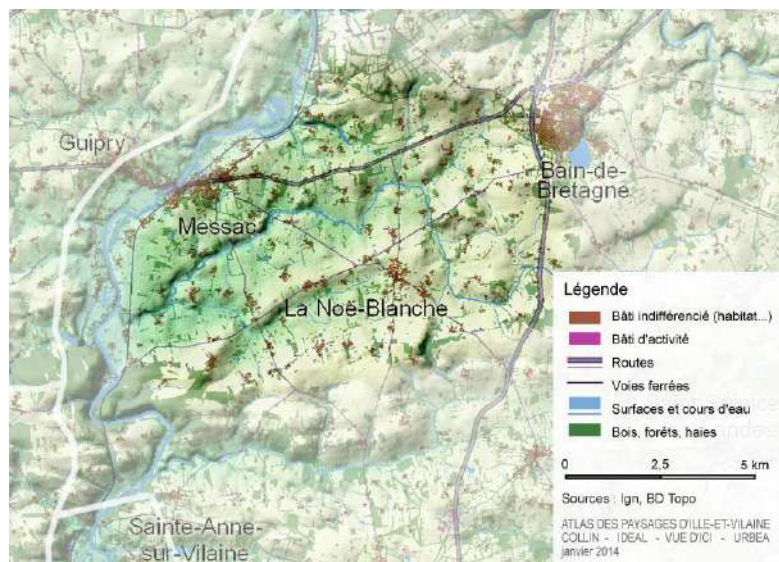 Guipry
Messac
Bain-de-
Bretagne
La Noë-Blanche
Sainte-Anne-
sur-Vilaine
Légende
Bâti indifférencié (habitat...)
Bâti d'activité
Routes
Voies ferrées
Surfaces et cours d'eau
Bois, forêts, haies
0 2,5 5 km
Sources : Ign, BD Topo
ATLAS DES PAYSAGES D'ILLE-ET-VILAINE
COLLIN - IDEAL - VUE D'ICI - URBEA
janvier 2014